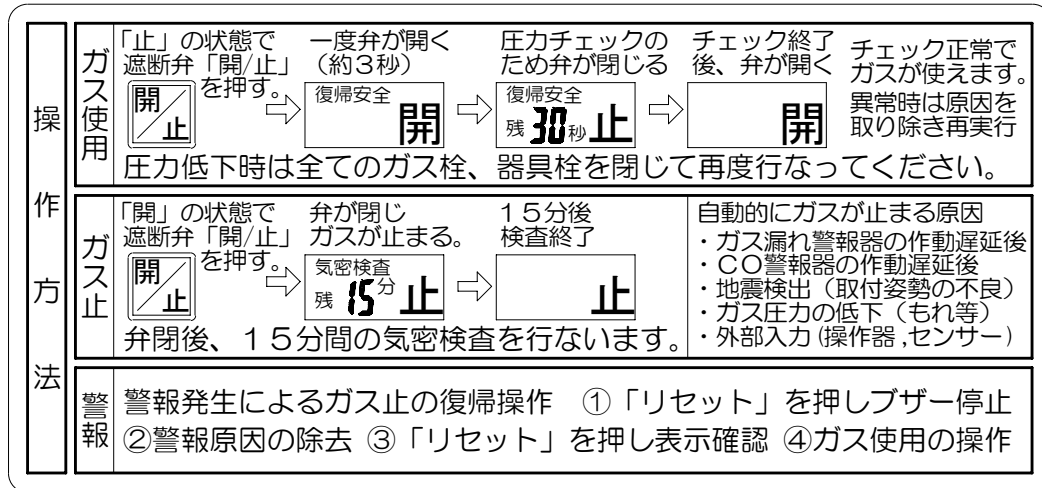 操作方法
ガス使用
「止」の状態で
遮断弁「開/止」
を押す。
開/止
⇨
一度弁が開く
(約3秒)
復帰安全
開
⇨
圧力チェックの
ため弁が閉じる
復帰安全
残30秒止
⇨
チェック終了
後、弁が開く
開
チェック正常で
ガスが使えます。
異常時は原因を
取り除き再実行
圧力低下時は全てのガス栓、器具栓を閉じて再度行なってください。
ガス止
「開」の状態で
遮断弁「開/止」
を押す。
開/止
⇨
弁が閉じ
ガスが止まる。
気密検査
残15分 止
⇨
15分後
検査終了
止
弁閉後、15分間の気密検査を行ないます。
自動的にガスが止まる原因
・ガス漏れ警報器の作動遅延後
・CO警報器の作動遅延後
・地震検出(取付姿勢の不良)
・ガス圧力の低下(もれ等)
・外部入力(操作器,センサー)
警報
警報発生によるガス止の復帰操作 ①「リセット」を押しブザー停止
②警報原因の除去 ③「リセット」を押し表示確認 ④ガス使用の操作